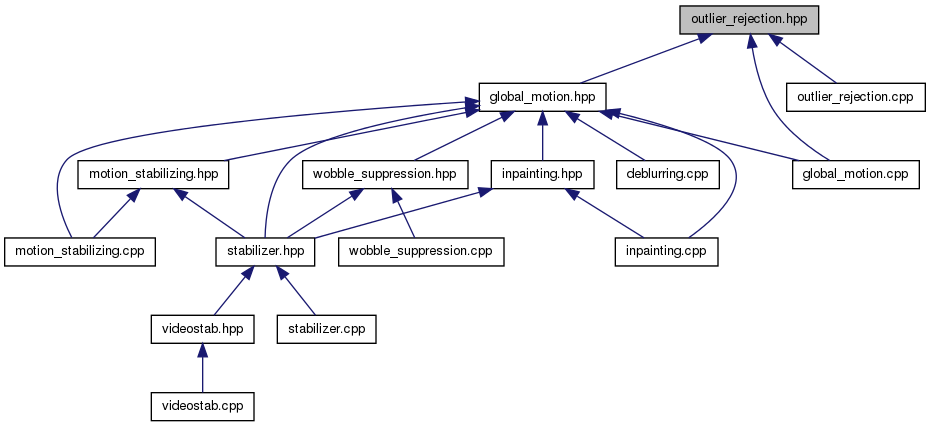 outlier_rejection.hpp
global_motion.hpp
outlier_rejection.cpp
motion_stabilizing.hpp
wobble_suppression.hpp
inpainting.hpp
deblurring.cpp
global_motion.cpp
motion_stabilizing.cpp
stabilizer.hpp
wobble_suppression.cpp
inpainting.cpp
videostab.hpp
stabilizer.cpp
videostab.cpp